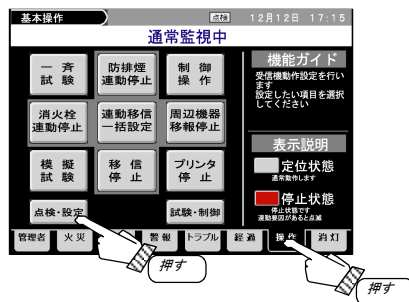 基本操作
点検
12月12日 17:15
通常監視中
一斉
試験
防排煙
連動停止
制御
操作
消火栓
連動停止
連動移信
一括設定
周辺機器
移報停止
模擬
試験
移信
停止
プリンタ
停止
点検・設定
試験・制御
機能ガイド
受信機動作設定を行い
ます
設定したい項目を選択
してください
表示説明
定位状態
通常動作します
停止状態
停止状態です
連動要因があると点滅
管理者
火災
警報
トラブル
経過
操作
消灯
押す
押す